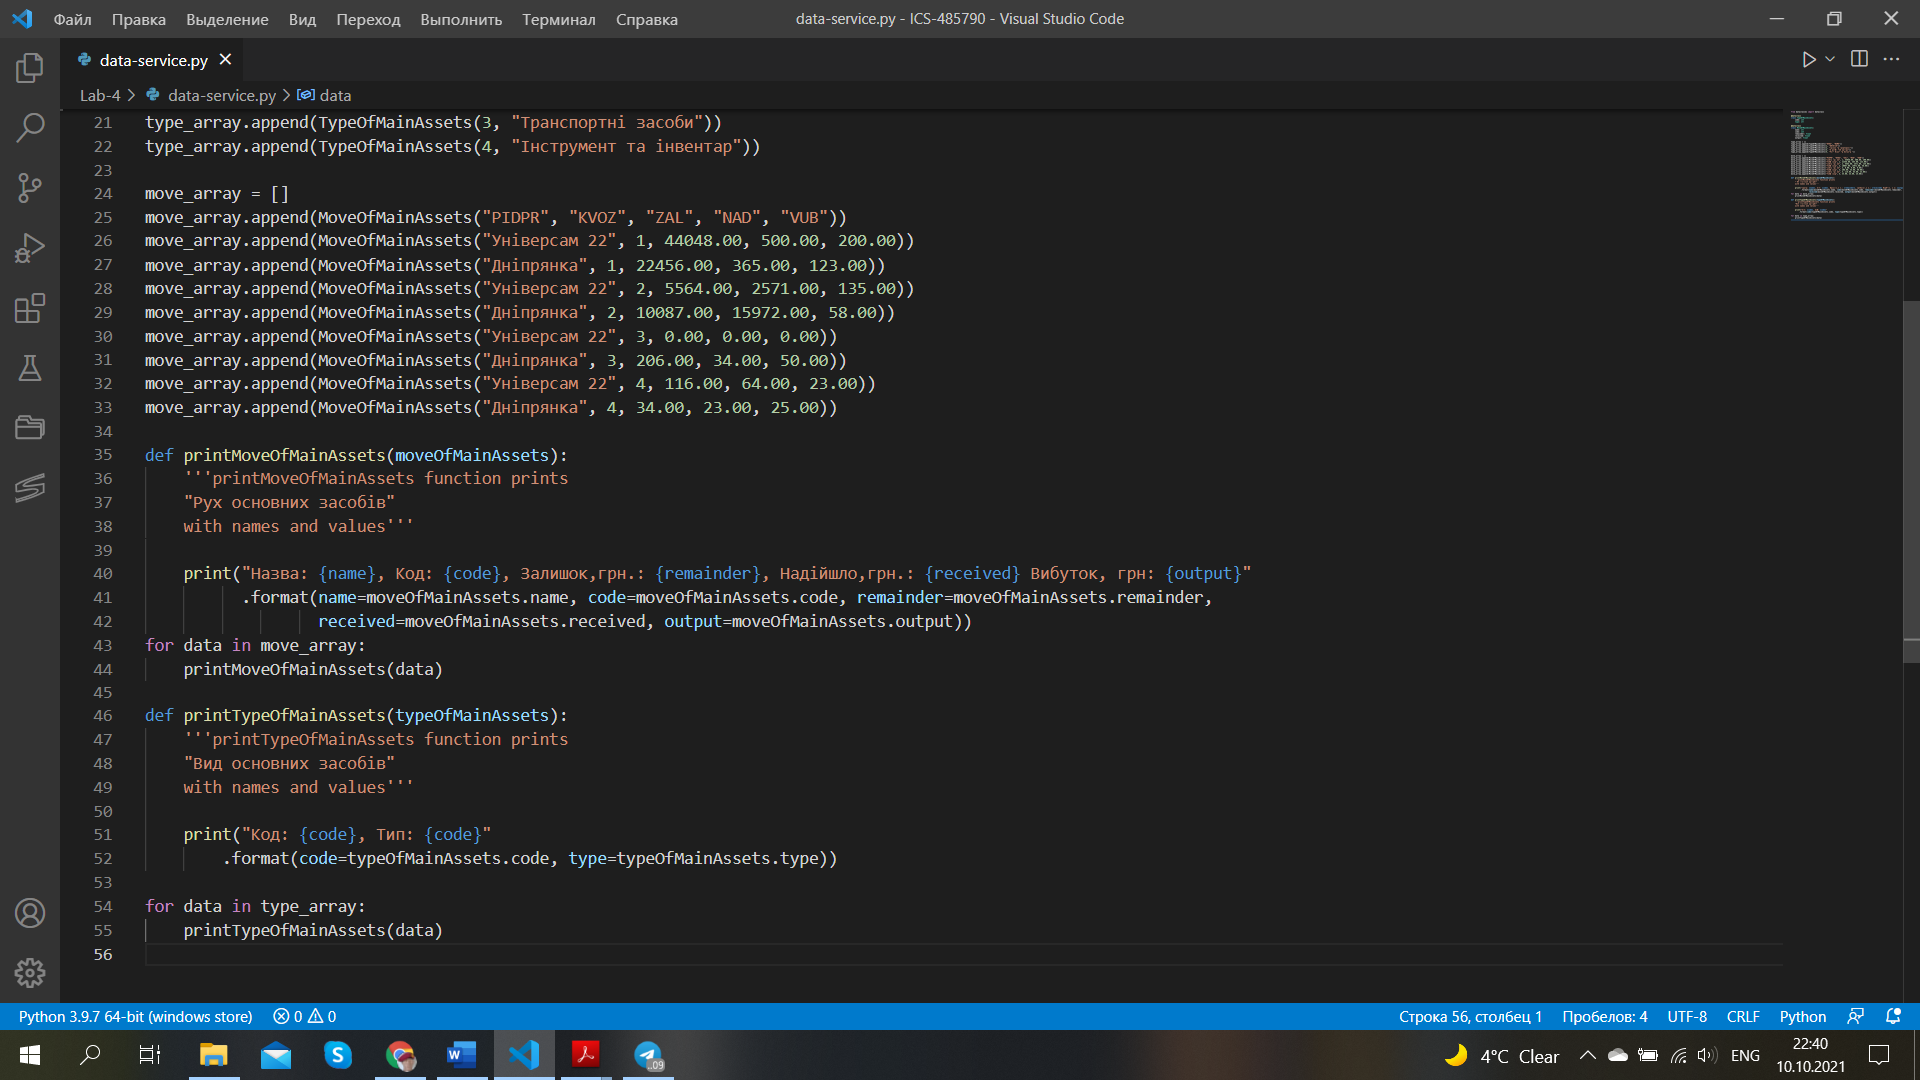 Файл Правка Выделение Вид Переход Выполнить Терминал Справка data-service.py - ICS-485790 - Visual Studio Code
data-service.py
Lab-4 > data-service.py > data
21 type_array.append(TypeOfMainAssets(3, "Транспортні засоби"))
22 type_array.append(TypeOfMainAssets(4, "Інструмент та інвентар"))
23
24 move_array = []
25 move_array.append(MoveOfMainAssets("PIDPR", "KVOZ", "ZAL", "NAD", "VUB"))
26 move_array.append(MoveOfMainAssets("Універсам 22", 1, 44048.00, 500.00, 200.00))
27 move_array.append(MoveOfMainAssets("Дніпрянка", 1, 22456.00, 365.00, 123.00))
28 move_array.append(MoveOfMainAssets("Універсам 22", 2, 5564.00, 2571.00, 135.00))
29 move_array.append(MoveOfMainAssets("Дніпрянка", 2, 10087.00, 15972.00, 58.00))
30 move_array.append(MoveOfMainAssets("Універсам 22", 3, 0.00, 0.00, 0.00))
31 move_array.append(MoveOfMainAssets("Дніпрянка", 3, 206.00, 34.00, 50.00))
32 move_array.append(MoveOfMainAssets("Універсам 22", 4, 116.00, 64.00, 23.00))
33 move_array.append(MoveOfMainAssets("Дніпрянка", 4, 34.00, 23.00, 25.00))
34
35 def printMoveOfMainAssets(moveOfMainAssets):
36 '''printMoveOfMainAssets function prints
37 "Рух основних засобів"
38 with names and values'''
39
40 print("Назва: {name}, Код: {code}, Залишок,грн.: {remainder}, Надійшло,грн.: {received} Вибуток, грн: {output}"
41 .format(name=moveOfMainAssets.name, code=moveOfMainAssets.code, remainder=moveOfMainAssets.remainder,
42 received=moveOfMainAssets.received, output=moveOfMainAssets.output))
43 for data in move_array:
44 printMoveOfMainAssets(data)
45
46 def printTypeOfMainAssets(typeOfMainAssets):
47 '''printTypeOfMainAssets function prints
48 "Вид основних засобів"
49 with names and values'''
50
51 print("Код: {code}, Тип: {code}"
52 .format(code=typeOfMainAssets.code, type=typeOfMainAssets.type))
53
54 for data in type_array:
55 printTypeOfMainAssets(data)
56
Python 3.9.7 64-bit (windows store) 0 0 Строка 56, столбец 1 Пробелов: 4 UTF-8 CRLF Python
..09 4°C Clear ENG 22:40
10.10.2021